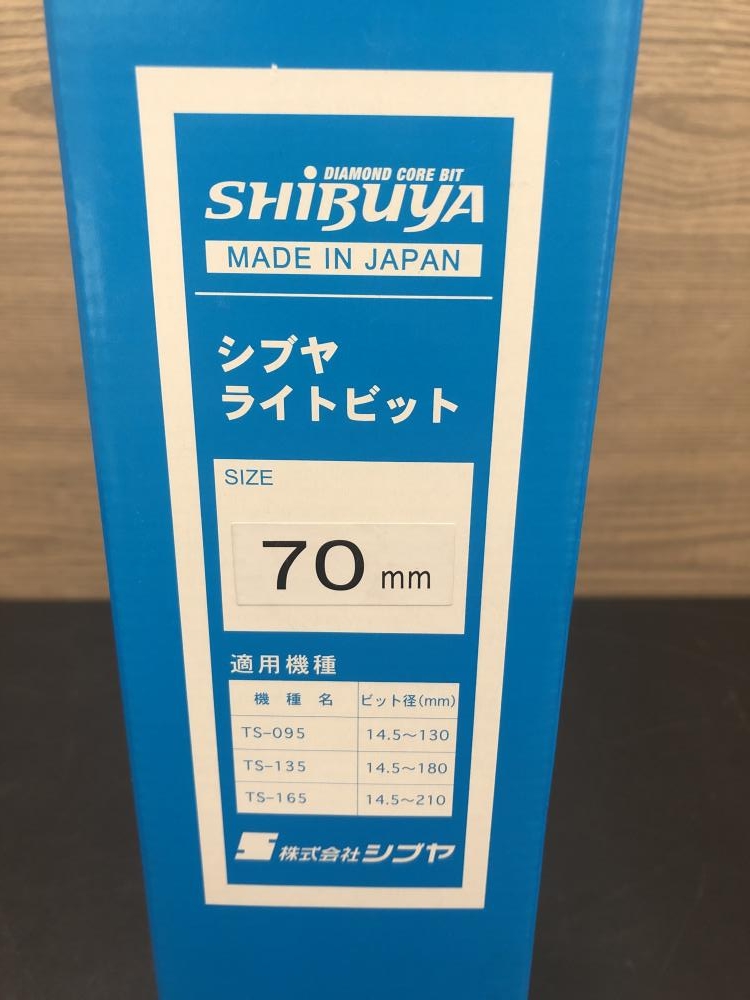 DIAMOND CORE BIT
SHIBUYA
MADE IN JAPAN
シブヤ
ライトビット
SIZE
70 mm
適用機種
機種名 ビット径(mm)
TS-095 14.5～130
TS-135 14.5～180
TS-165 14.5～210
株式会社シブヤ